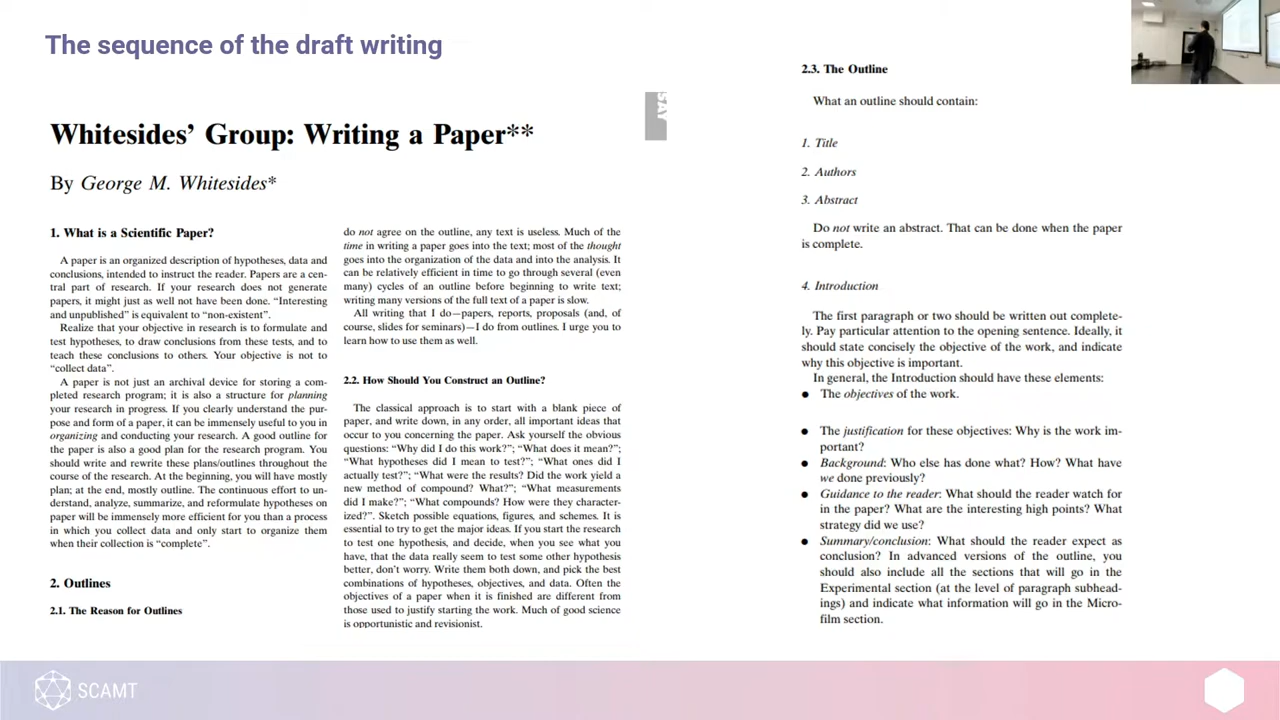 The sequence of the draft writing
Whitesides' Group: Writing a Paper**
By George M. Whitesides*
1. What is a Scientific Paper?
A paper is an organized description of hypotheses, data and
conclusions, intended to instruct the reader. Papers are a cen-
tral part of research. If your research does not generate
papers, it might just as well not have been done. “Interesting
and unpublished” is equivalent to “non-existent”.
Realize that your objective in research is to formulate and
test hypotheses, to draw conclusions from these tests, and to
teach these conclusions to others. Your objective is not to
“collect data”.
A paper is not just an archival device for storing a com-
pleted research program; it is also a structure for planning
your research in progress. If you clearly understand the pur-
pose and form of a paper, it can be immensely useful to you in
organizing and conducting your research. A good outline for
the paper is also a good plan for the research program. You
should write and rewrite these plans/outlines throughout the
course of the research. At the beginning, you will have mostly
plan; at the end, mostly outline. The continuous effort to un-
derstand, analyze, summarize, and reformulate hypotheses on
paper will be immensely more efficient for you than a process
in which you collect data and only start to organize them
when their collection is “complete”.
2. Outlines
2.1. The Reason for Outlines
do not agree on the outline, any text is useless. Much of the
time in writing a paper goes into the text; most of the thought
goes into the organization of the data and into the analysis. It
can be relatively efficient in time to go through several (even
many) cycles of an outline before beginning to write text;
writing many versions of the full text of a paper is slow.
All writing that I do—papers, reports, proposals (and, of
course, slides for seminars)—I do from outlines. I urge you to
learn how to use them as well.
2.2. How Should You Construct an Outline?
The classical approach is to start with a blank piece of
paper, and write down, in any order, all important ideas that
occur to you concerning the paper. Ask yourself the obvious
questions: “Why did I do this work?”; “What does it mean?”;
“What hypotheses did I mean to test?”; “What ones did I
actually test?”; “What were the results? Did the work yield a
new method of compound? What?”; “What measurements
did I make?”; “What compounds? How were they character-
ized?”. Sketch possible equations, figures, and schemes. It is
essential to try to get the major ideas. If you start the research
to test one hypothesis, and decide, when you see what you
have, that the data really seem to test some other hypothesis
better, don't worry. Write them both down, and pick the best
combinations of hypotheses, objectives, and data. Often the
objectives of a paper when it is finished are different from
those used to justify starting the work. Much of good science
is opportunistic and revisionist.
SAY
2.3. The Outline
What an outline should contain:
1. Title
2. Authors
3. Abstract
Do not write an abstract. That can be done when the paper
is complete.
4. Introduction
The first paragraph or two should be written out complete-
ly. Pay particular attention to the opening sentence. Ideally, it
should state concisely the objective of the work, and indicate
why this objective is important.
In general, the Introduction should have these elements:
● The objectives of the work.
● The justification for these objectives: Why is the work im-
portant?
● Background: Who else has done what? How? What have
we done previously?
● Guidance to the reader: What should the reader watch for
in the paper? What are the interesting high points? What
strategy did we use?
● Summary/conclusion: What should the reader expect as
conclusion? In advanced versions of the outline, you
should also include all the sections that will go in the
Experimental section (at the level of paragraph subhead-
ings) and indicate what information will go in the Micro-
film section.
SCAMT